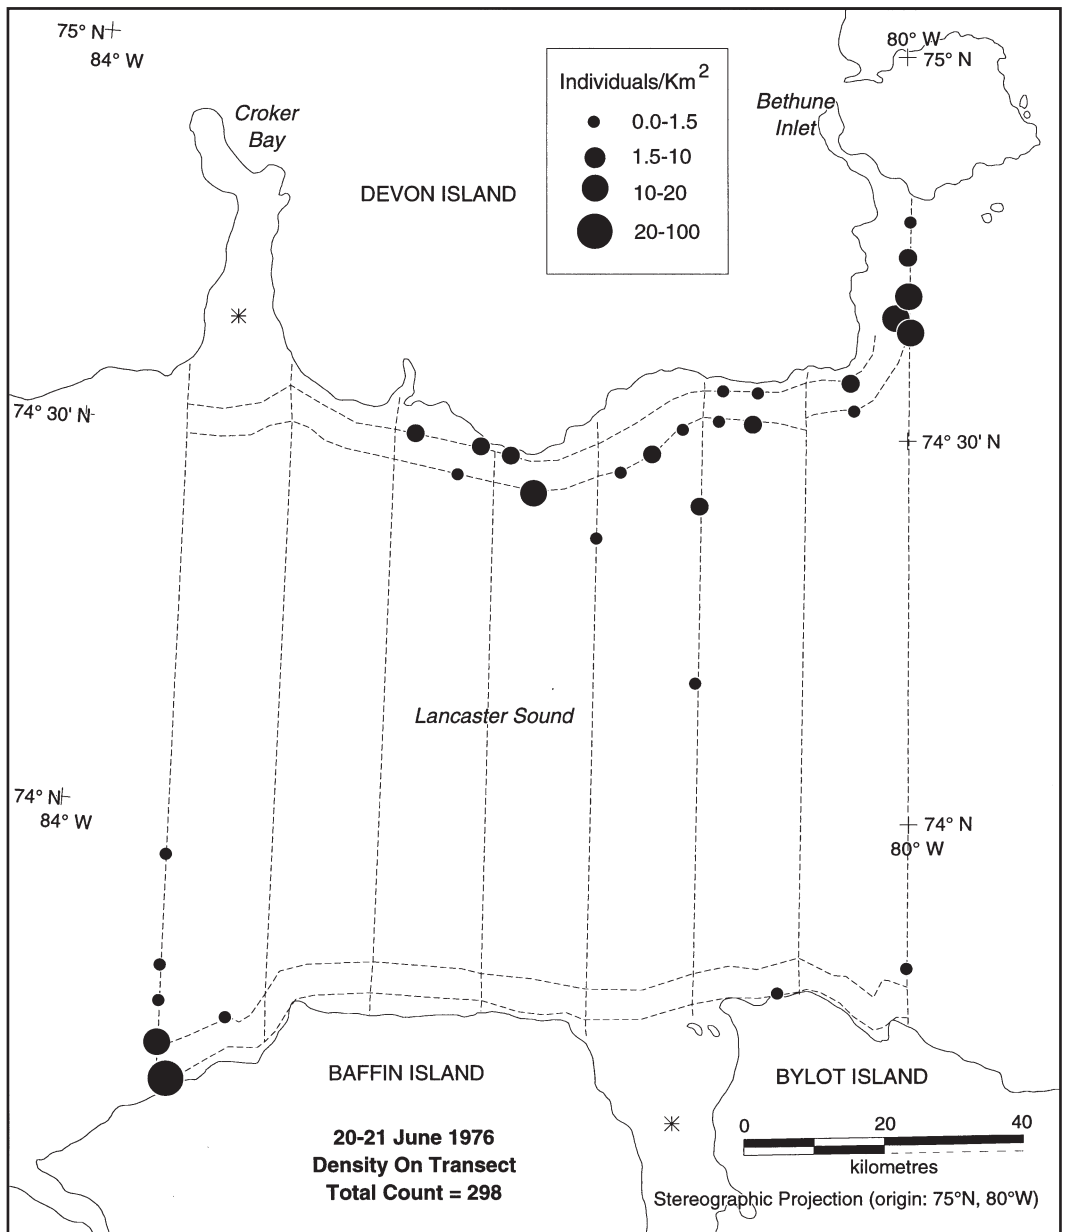 75° N
84° W
80° W
75° N
Individuals/Km²
0.0-1.5
1.5-10
10-20
20-100
Croker
Bay
Bethune
Inlet
DEVON ISLAND
74° 30' N
74° 30' N
Lancaster Sound
74° N
84° W
74° N
80° W
BAFFIN ISLAND
BYLOT ISLAND
20-21 June 1976
Density On Transect
Total Count = 298
0 20 40
kilometres
Stereographic Projection (origin: 75°N, 80°W)